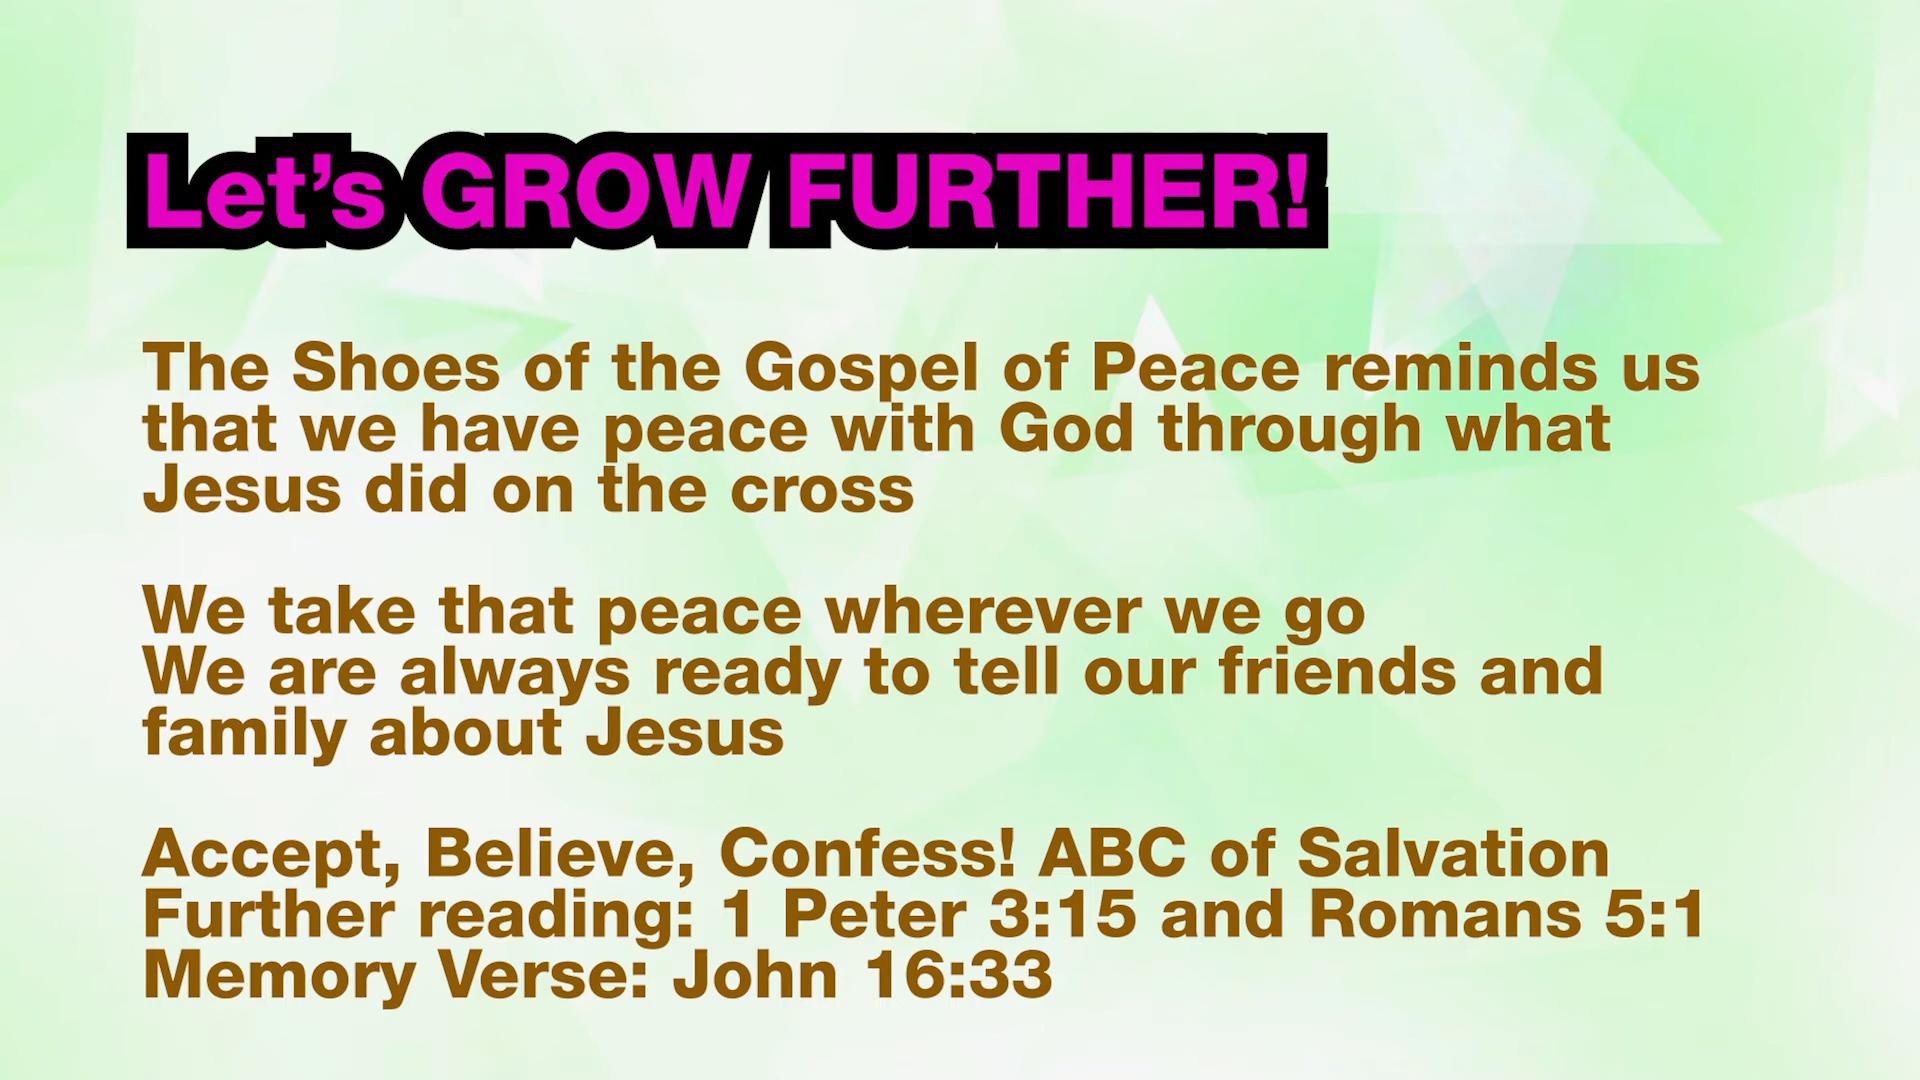 Let’s GROW FURTHER!
The Shoes of the Gospel of Peace reminds us
that we have peace with God through what
Jesus did on the cross
We take that peace wherever we go
We are always ready to tell our friends and
family about Jesus
Accept, Believe, Confess! ABC of Salvation
Further reading: 1 Peter 3:15 and Romans 5:1
Memory Verse: John 16:33